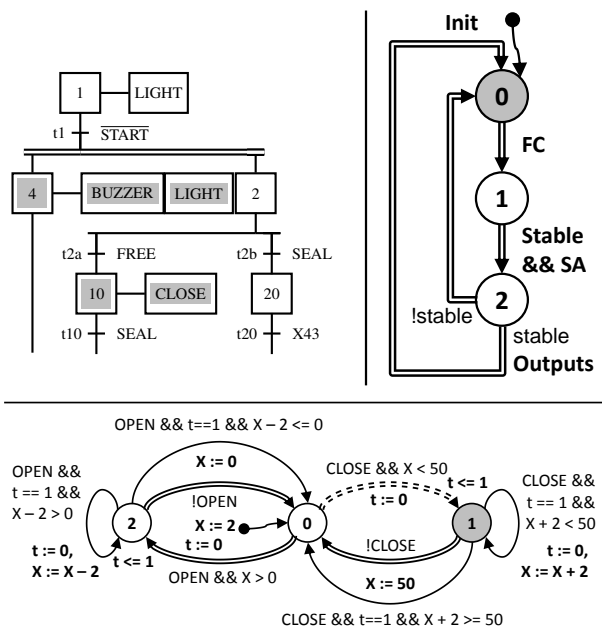 1
LIGHT
t1
START
4
BUZZER
LIGHT
2
t2a
FREE
t2b
SEAL
10
CLOSE
20
t10
SEAL
t20
X43
Init
0
FC
1
Stable
&& SA
2
!stable
stable
Outputs
OPEN && t==1 && X – 2 <= 0
X := 0
OPEN &&
t == 1 &&
X – 2 > 0
t := 0,
X := X – 2
2
t <= 1
!OPEN
X := 2
t := 0
0
OPEN && X > 0
CLOSE && X < 50
t := 0
t <= 1
1
!CLOSE
X := 50
CLOSE &&
t == 1 &&
X + 2 < 50
t := 0,
X := X + 2
CLOSE && t==1 && X + 2 >= 50